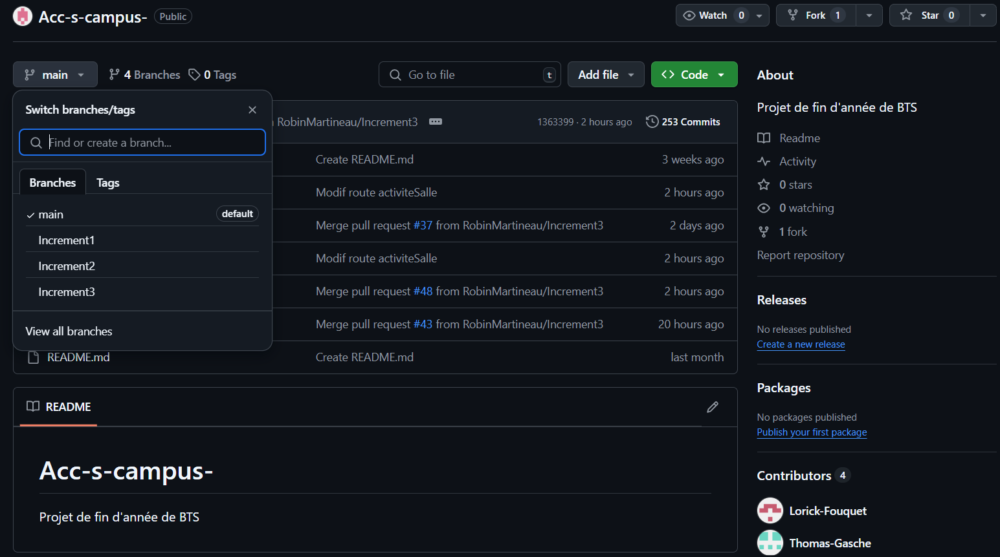 Acc-s-campus- Public Watch 0 Fork 1 Star 0
main 4 Branches 0 Tags Go to file t Add file Code
Switch branches/tags
Find or create a branch...
Branches Tags
main default
Increment1
Increment2
Increment3
View all branches
RobinMartineau/Increment3 1363399 · 2 hours ago 253 Commits
Create README.md 3 weeks ago
Modif route activiteSalle 2 hours ago
Merge pull request #37 from RobinMartineau/Increment3 2 days ago
Modif route activiteSalle 2 hours ago
Merge pull request #48 from RobinMartineau/Increment3 2 hours ago
Merge pull request #43 from RobinMartineau/Increment3 20 hours ago
README.md Create README.md last month
README
Acc-s-campus-
Projet de fin d'année de BTS
About
Projet de fin d'année de BTS
Readme
Activity
0 stars
0 watching
1 fork
Report repository
Releases
No releases published
Create a new release
Packages
No packages published
Publish your first package
Contributors 4
Lorick-Fouquet
Thomas-Gasche